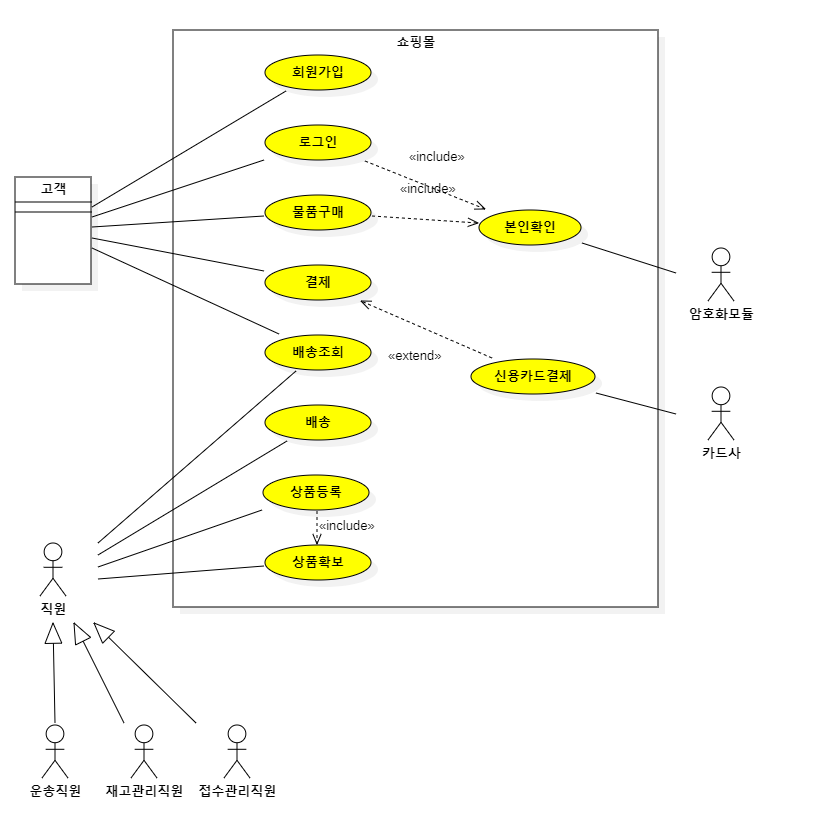 쇼핑몰
회원가입
로그인
«include»
고객
«include»
물품구매
본인확인
결제
암호화모듈
배송조회
«extend»
신용카드결제
배송
카드사
상품등록
«include»
상품확보
직원
운송직원
재고관리직원
접수관리직원